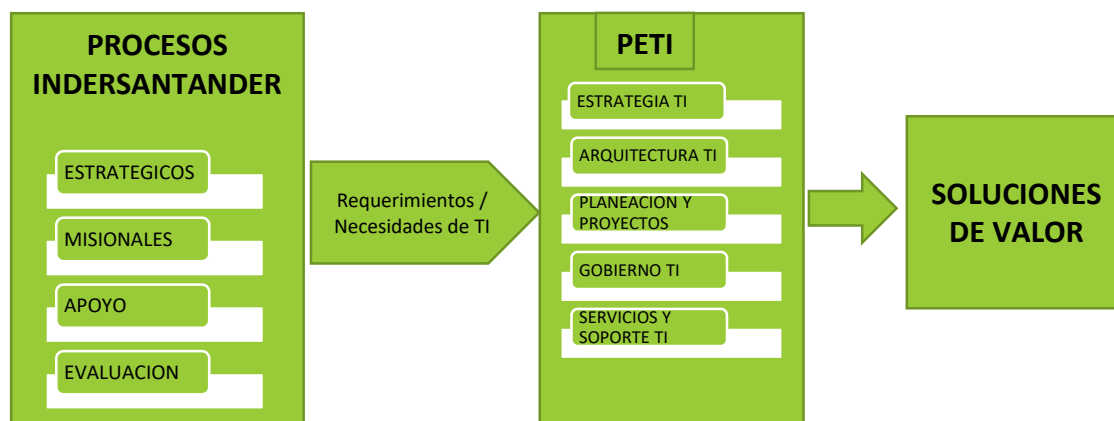 PROCESOS
INDERSANTANDER
ESTRATEGICOS
MISIONALES
APOYO
EVALUACION
Requerimientos /
Necesidades de TI
PETI
ESTRATEGIA TI
ARQUITECTURA TI
PLANEACION Y
PROYECTOS
GOBIERNO TI
SERVICIOS Y
SOPORTE TI
SOLUCIONES
DE VALOR